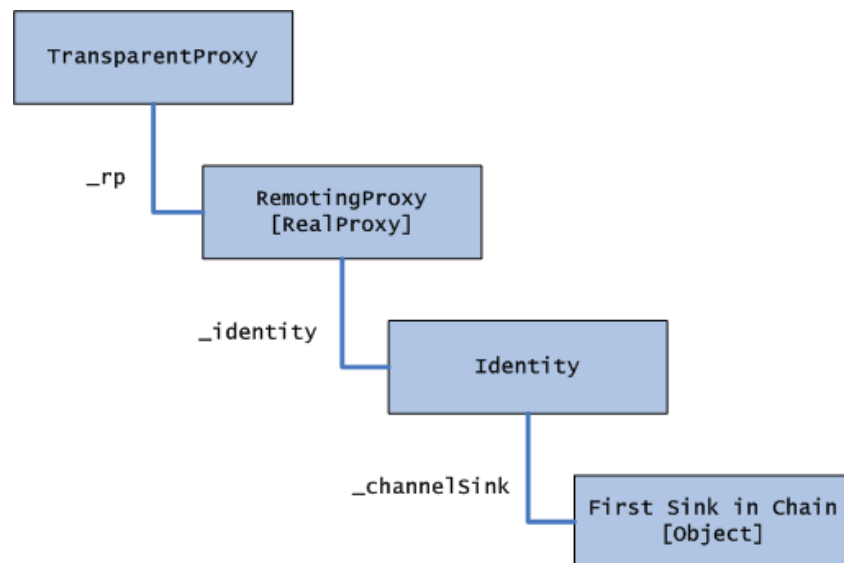 TransparentProxy
_rp
RemotingProxy
[RealProxy]
_identity
Identity
_channelSink
First Sink in Chain
[Object]